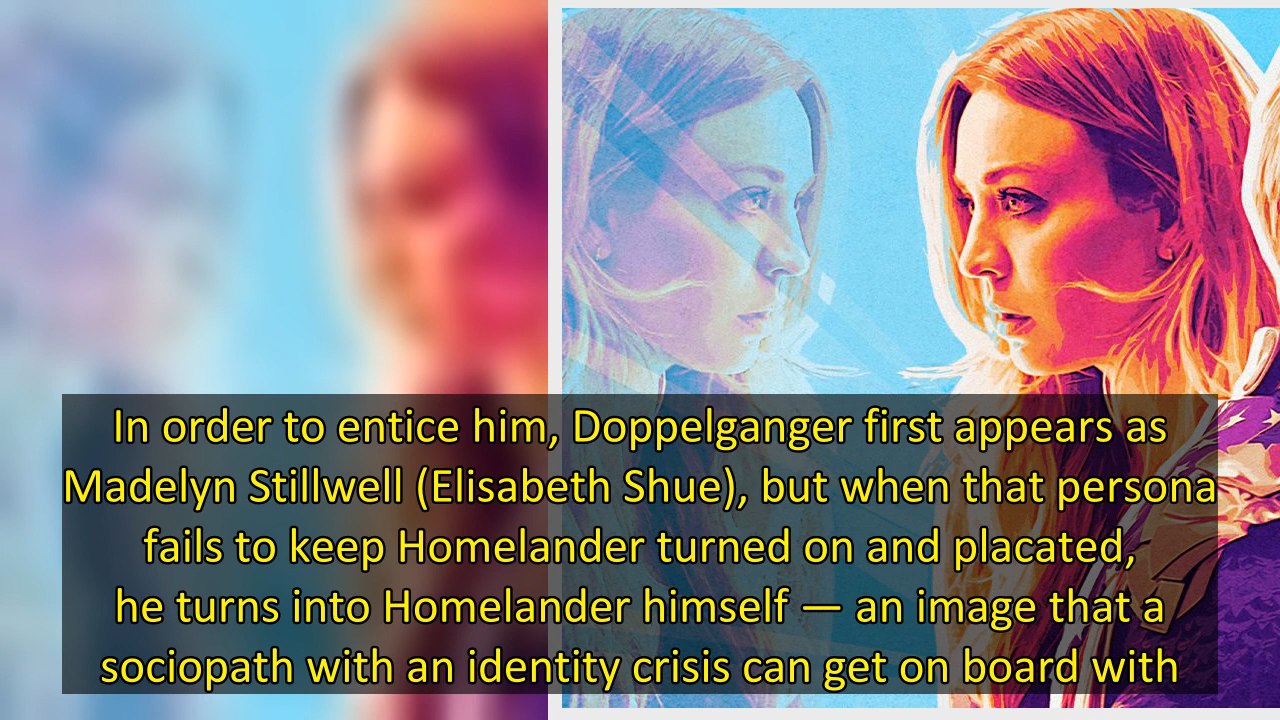 In order to entice him, Doppelganger first appears as
Madelyn Stillwell (Elisabeth Shue), but when that persona
fails to keep Homelander turned on and placated,
he turns into Homelander himself — an image that a
sociopath with an identity crisis can get on board with